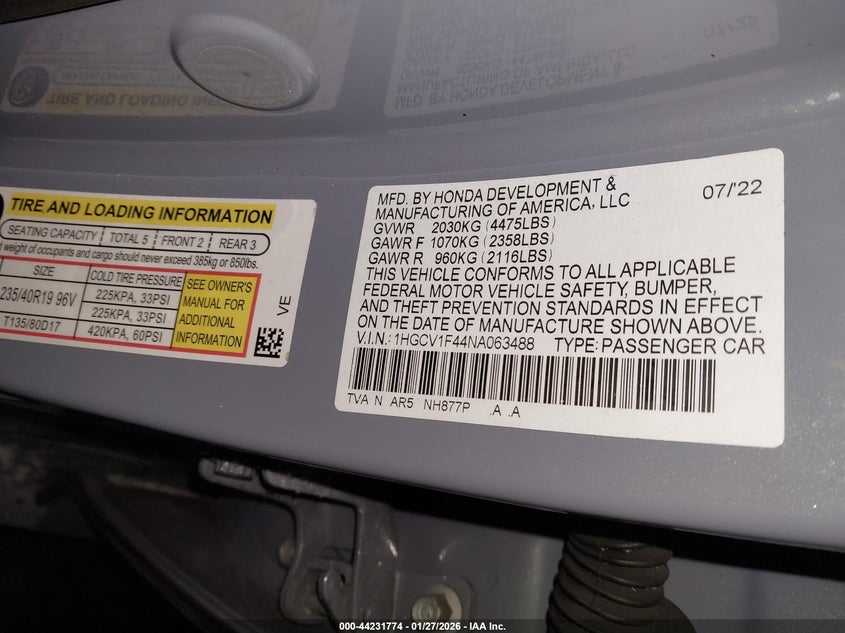 TIRE AND LOADING INFORMATION
SEATING CAPACITY TOTAL 5 FRONT 2 REAR 3
weight of occupants and cargo should never exceed 385kg or 850lbs.
SIZE COLD TIRE PRESSURE SEE OWNER'S MANUAL FOR ADDITIONAL INFORMATION
235/40R19 96V 225KPA, 33PSI
225KPA, 33PSI
T135/80D17 420KPA, 60PSI
VE
MFD. BY HONDA DEVELOPMENT & 07/'22
MANUFACTURING OF AMERICA, LLC
GVWR 2030KG (4475LBS)
GAWR F 1070KG (2358LBS)
GAWR R 960KG (2116LBS)
THIS VEHICLE CONFORMS TO ALL APPLICABLE
FEDERAL MOTOR VEHICLE SAFETY, BUMPER,
AND THEFT PREVENTION STANDARDS IN EFFECT
ON THE DATE OF MANUFACTURE SHOWN ABOVE.
V.I.N.: 1HGCV1F44NA063488 TYPE: PASSENGER CAR
TVA N AR5 NH877P .A .A
000-44231774 — 01/27/2026 — IAA Inc.